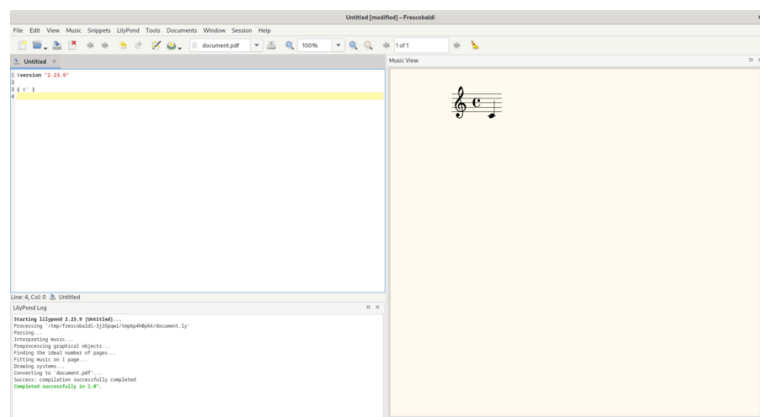 Untitled [modified] – Frescobaldi
File Edit View Music Snippets LilyPond Tools Documents Window Session Help
document.pdf 100% 1 of 1
Untitled
Music View
1 \version "2.23.9"
2
3 { c' }
4
Line: 4, Col: 0 Untitled
LilyPond Log
Starting lilypond 2.23.9 [Untitled]...
Parsing...
Interpreting music...
Preprocessing graphical objects...
Finding the ideal number of pages...
Fitting music on 1 page...
Drawing systems...
Converting to `document.pdf'...
Success: compilation successfully completed
Completed successfully in 2.0".